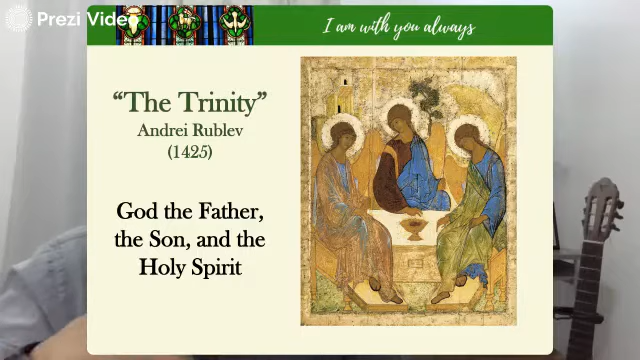 Prezi Video
I am with you always
“The Trinity”
Andrei Rublev
(1425)
God the Father,
the Son, and the
Holy Spirit